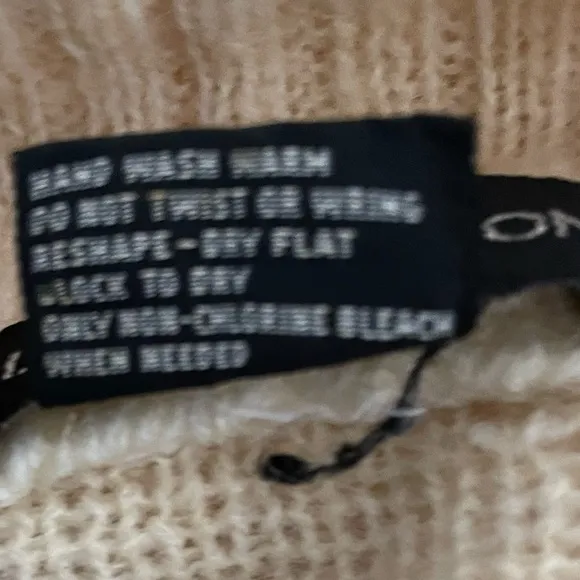 HAND WASH WARM
DO NOT TWIST OR WRING
RESHAPE-DRY FLAT
BLOCK TO DRY
ONLY NON-CHLORINE BLEACH
WHEN NEEDED
ON